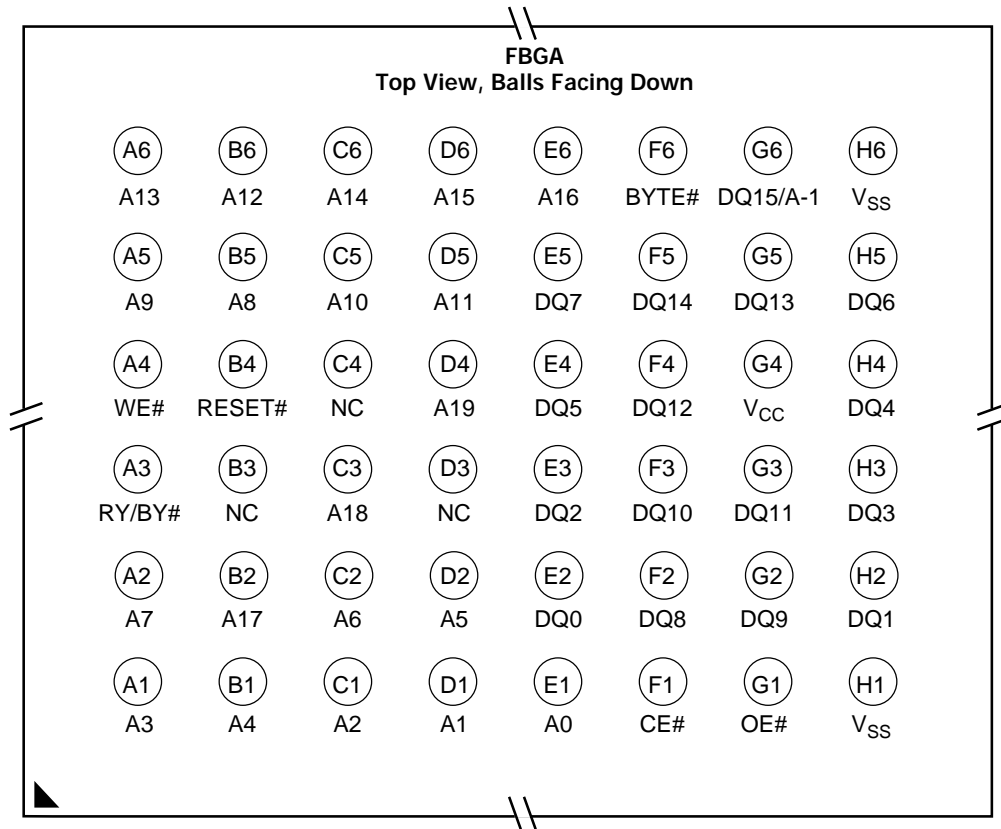 FBGA
Top View, Balls Facing Down
A6 B6 C6 D6 E6 F6 G6 H6
A13 A12 A14 A15 A16 BYTE# DQ15/A-1 VSS
A5 B5 C5 D5 E5 F5 G5 H5
A9 A8 A10 A11 DQ7 DQ14 DQ13 DQ6
A4 B4 C4 D4 E4 F4 G4 H4
WE# RESET# NC A19 DQ5 DQ12 VCC DQ4
A3 B3 C3 D3 E3 F3 G3 H3
RY/BY# NC A18 NC DQ2 DQ10 DQ11 DQ3
A2 B2 C2 D2 E2 F2 G2 H2
A7 A17 A6 A5 DQ0 DQ8 DQ9 DQ1
A1 B1 C1 D1 E1 F1 G1 H1
A3 A4 A2 A1 A0 CE# OE# VSS